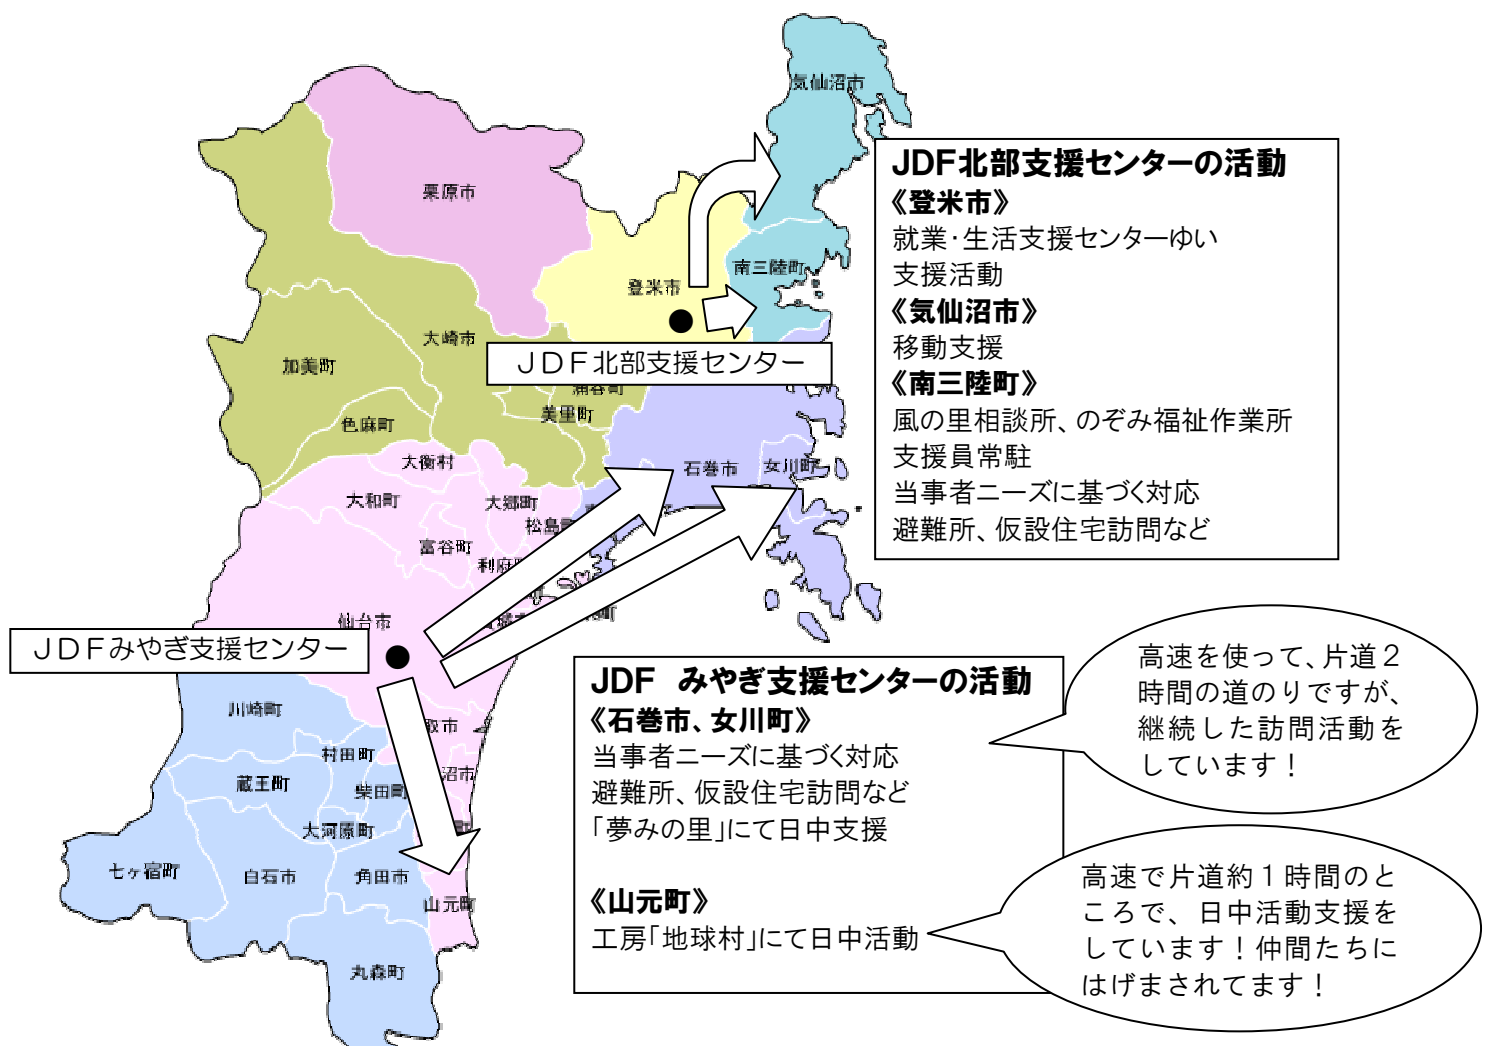 気仙沼市
栗原市
南三陸町
登米市
大崎市
加美町
JDF北部支援センター
涌谷町
美里町
色麻町
大衡村
石巻市
女川町
大和町
大郷町
松島
富谷町
利府
仙台市
JDFみやぎ支援センター
川崎町
取市
村田町
沼市
蔵王町
柴田町
大河原町
七ヶ宿町
白石市
角田市
山元町
丸森町
JDF北部支援センターの活動
《登米市》
就業・生活支援センターゆい
支援活動
《気仙沼市》
移動支援
《南三陸町》
風の里相談所、のぞみ福祉作業所
支援員常駐
当事者ニーズに基づく対応
避難所、仮設住宅訪問など
JDF みやぎ支援センターの活動
《石巻市、女川町》
当事者ニーズに基づく対応
避難所、仮設住宅訪問など
「夢みの里」にて日中支援
《山元町》
工房「地球村」にて日中活動
高速を使って、片道２
時間の道のりですが、
継続した訪問活動を
しています！
高速で片道約１時間のと
ころで、日中活動支援を
しています！仲間たちに
はげまされてます！